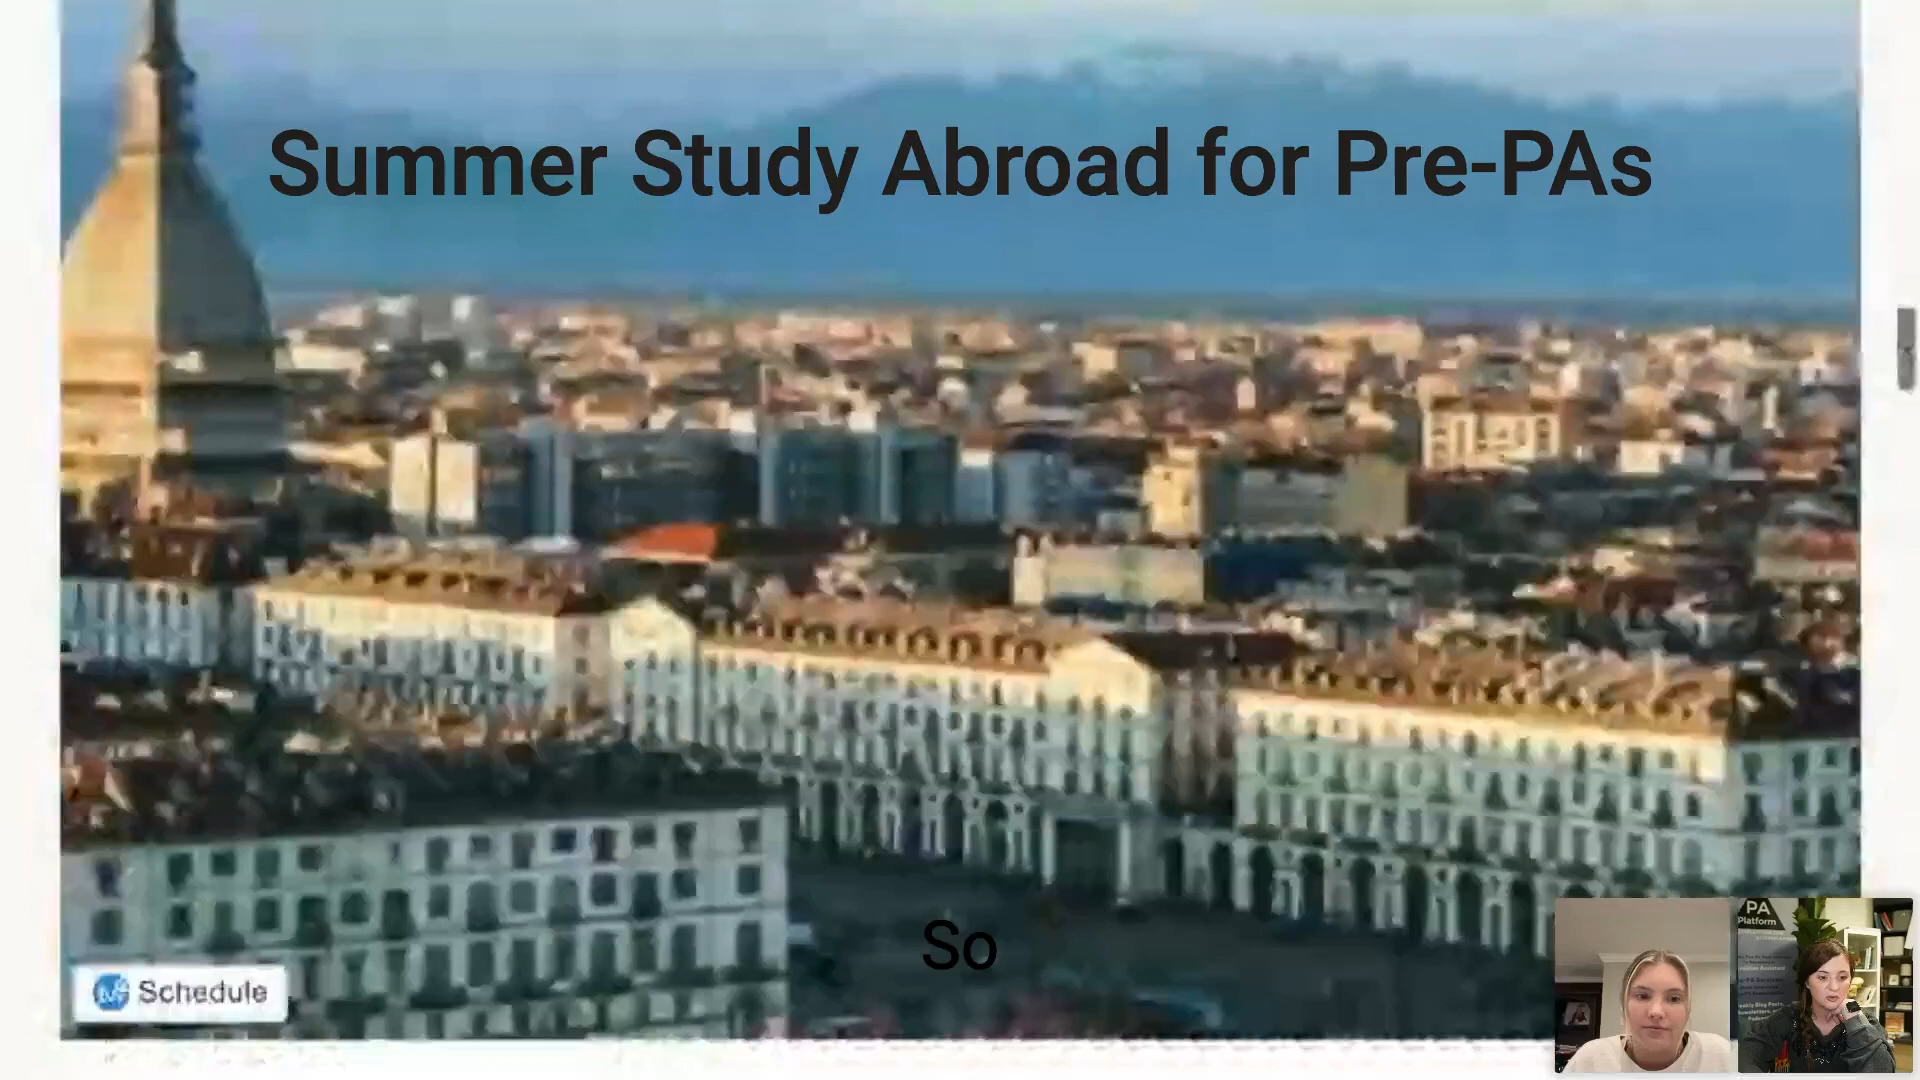 Summer Study Abroad for Pre-PAs
So
Schedule
PA
Platform